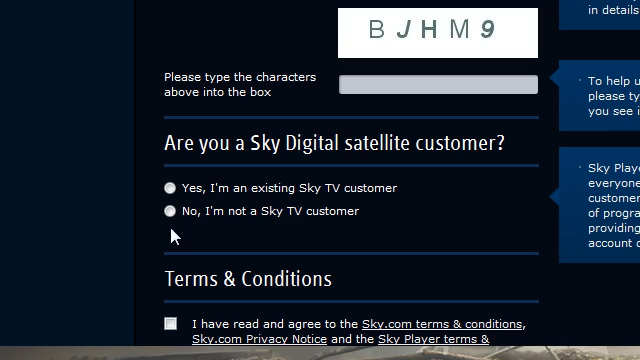 B J H M 9
in details
Please type the characters
above into the box
To help u
please ty
you see i
Are you a Sky Digital satellite customer?
Yes, I'm an existing Sky TV customer
No, I'm not a Sky TV customer
Sky Playe
everyone
customer
of progra
providing
account o
Terms & Conditions
I have read and agree to the Sky.com terms & conditions,
Sky.com Privacy Notice and the Sky Player terms &